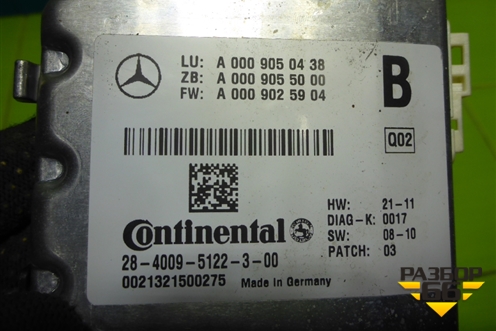 LU: A 000 905 04 38
ZB: A 000 905 50 00
FW: A 000 902 59 04
B
Q02
Continental
28-4009-5122-3-00
0021321500275 Made in Germany
HW: 21-11
DIAG-K: 0017
SW: 08-10
PATCH: 03
РАЗБОР
66